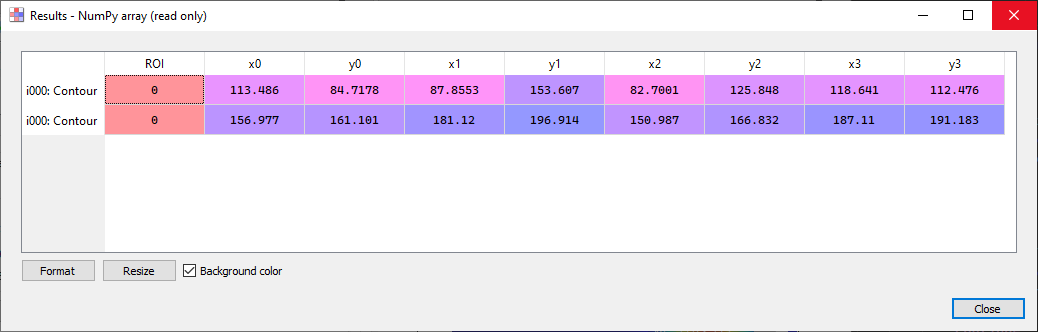 Results - NumPy array (read only)
ROI x0 y0 x1 y1 x2 y2 x3 y3
i000: Contour 0 113.486 84.7178 87.8553 153.607 82.7001 125.848 118.641 112.476
i000: Contour 0 156.977 161.101 181.12 196.914 150.987 166.832 187.11 191.183
Format Resize Background color
Close